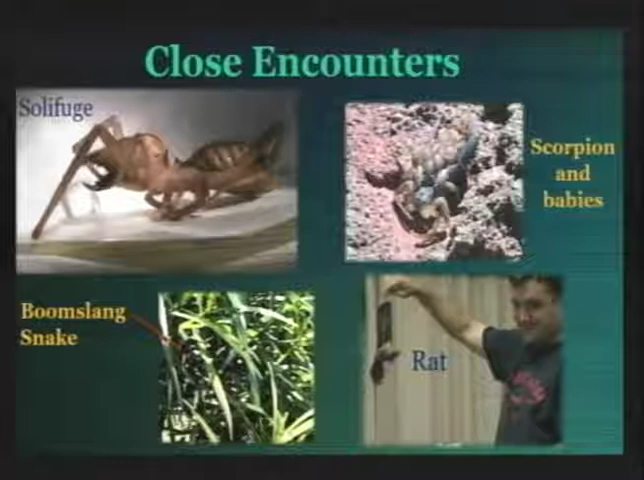 Close Encounters
Solifuge
Scorpion
and
babies
Boomslang
Snake
Rat